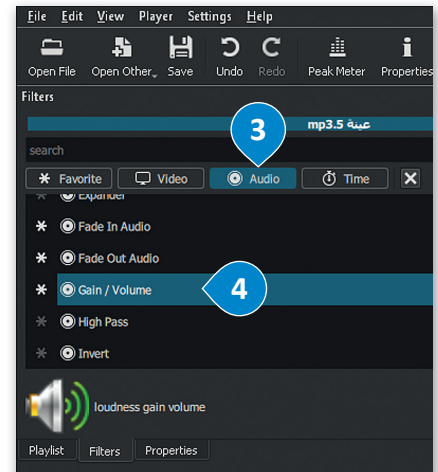 File Edit View Player Settings Help
Open File Open Other Save Undo Redo Peak Meter Properties
Filters
عينة mp3.5
3
search
Favorite Video Audio Time
Expander
Fade In Audio
Fade Out Audio
Gain / Volume
4
High Pass
Invert
loudness gain volume
Playlist Filters Properties